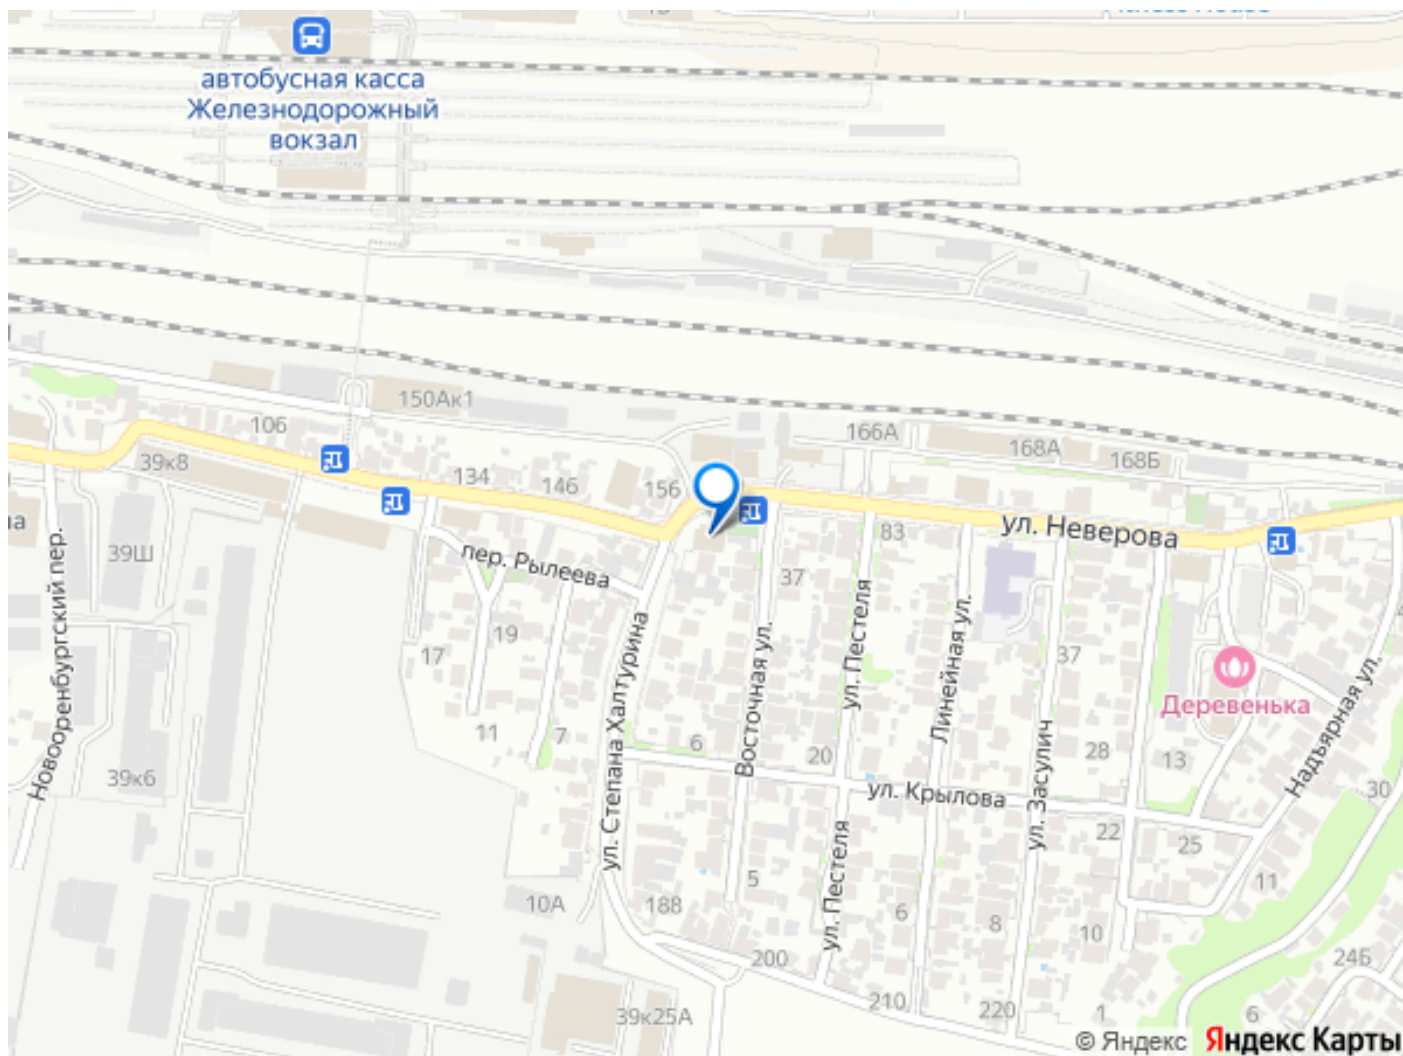 автобусная касса
Железнодорожный
вокзал
106
150Ак1
166А
168А
168Б
39к8
134
146
156
83
ул. Неверова
39Ш
пер. Рылеева
37
19
17
Новооренбургский пер.
ул. Степана Халтурина
Восточная ул.
ул. Пестеля
Линейная ул.
37
Деревенька
Надъярная ул.
11
7
6
20
28
13
39к6
ул. Крылова
ул. Засулич
30
22
25
ул. Пестеля
5
11
10А
188
6
8
10
200
24Б
210
220
1
6
39к25А
© Яндекс Яндекс Карты